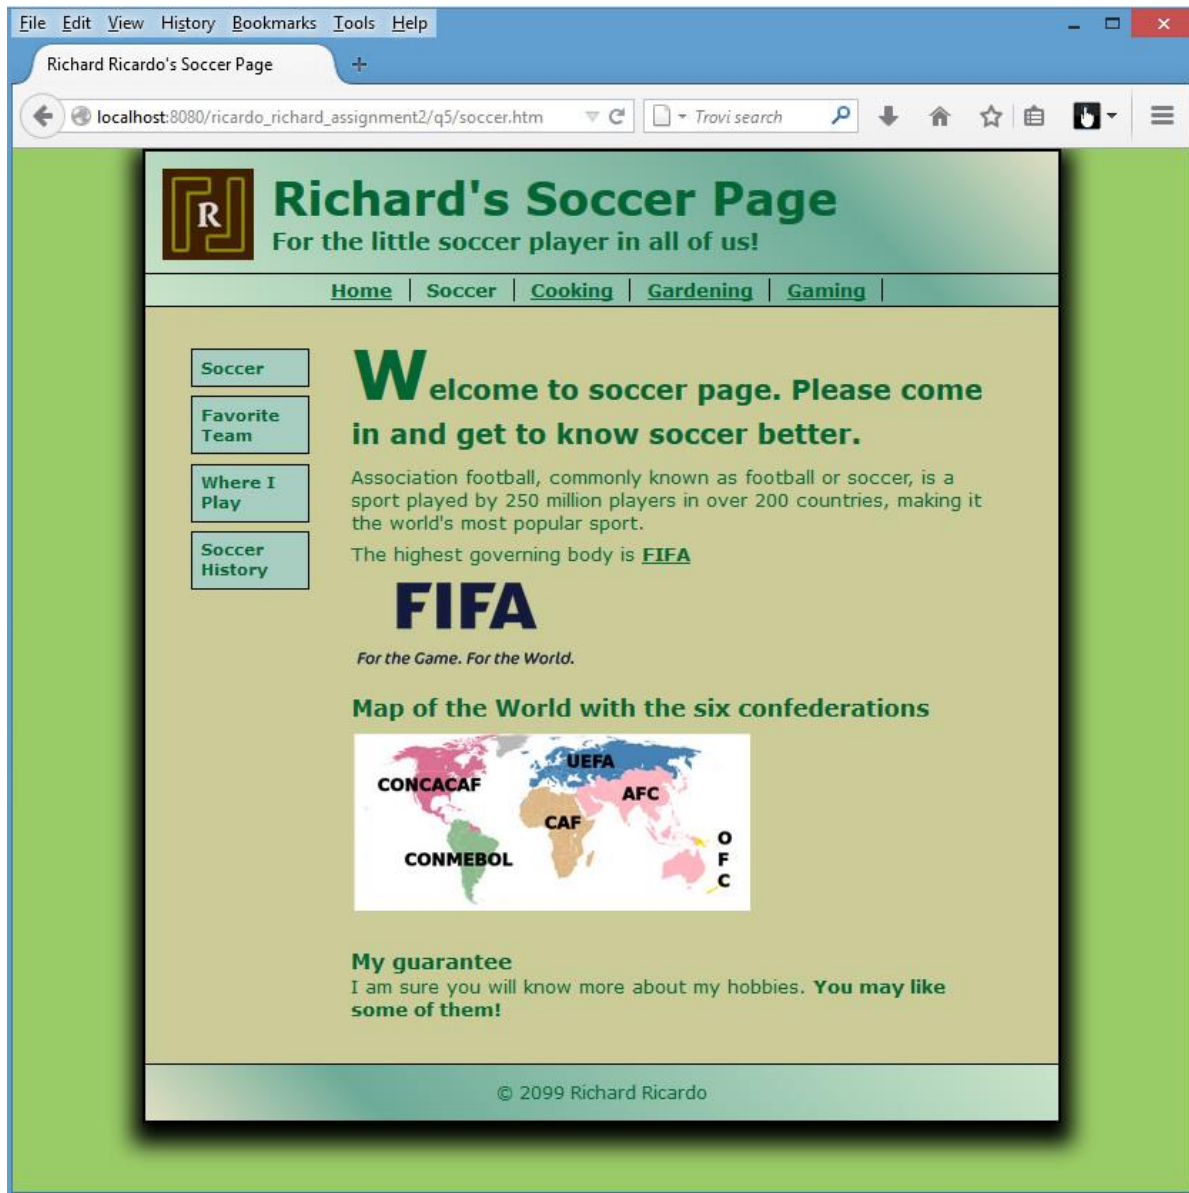 File Edit View History Bookmarks Tools Help
Richard Ricardo's Soccer Page
localhost:8080/ricardo_richard_assignment2/q5/soccer.htm
Trovi search
R
Richard's Soccer Page
For the little soccer player in all of us!
Home | Soccer | Cooking | Gardening | Gaming |
Soccer
Favorite
Team
Where I
Play
Soccer
History
Welcome to soccer page. Please come
in and get to know soccer better.
Association football, commonly known as football or soccer, is a
sport played by 250 million players in over 200 countries, making it
the world's most popular sport.
The highest governing body is FIFA
FIFA
For the Game. For the World.
Map of the World with the six confederations
UEFA
CONCACAF
AFC
CAF
CONMEBOL
O
F
C
My guarantee
I am sure you will know more about my hobbies. You may like
some of them!
© 2099 Richard Ricardo